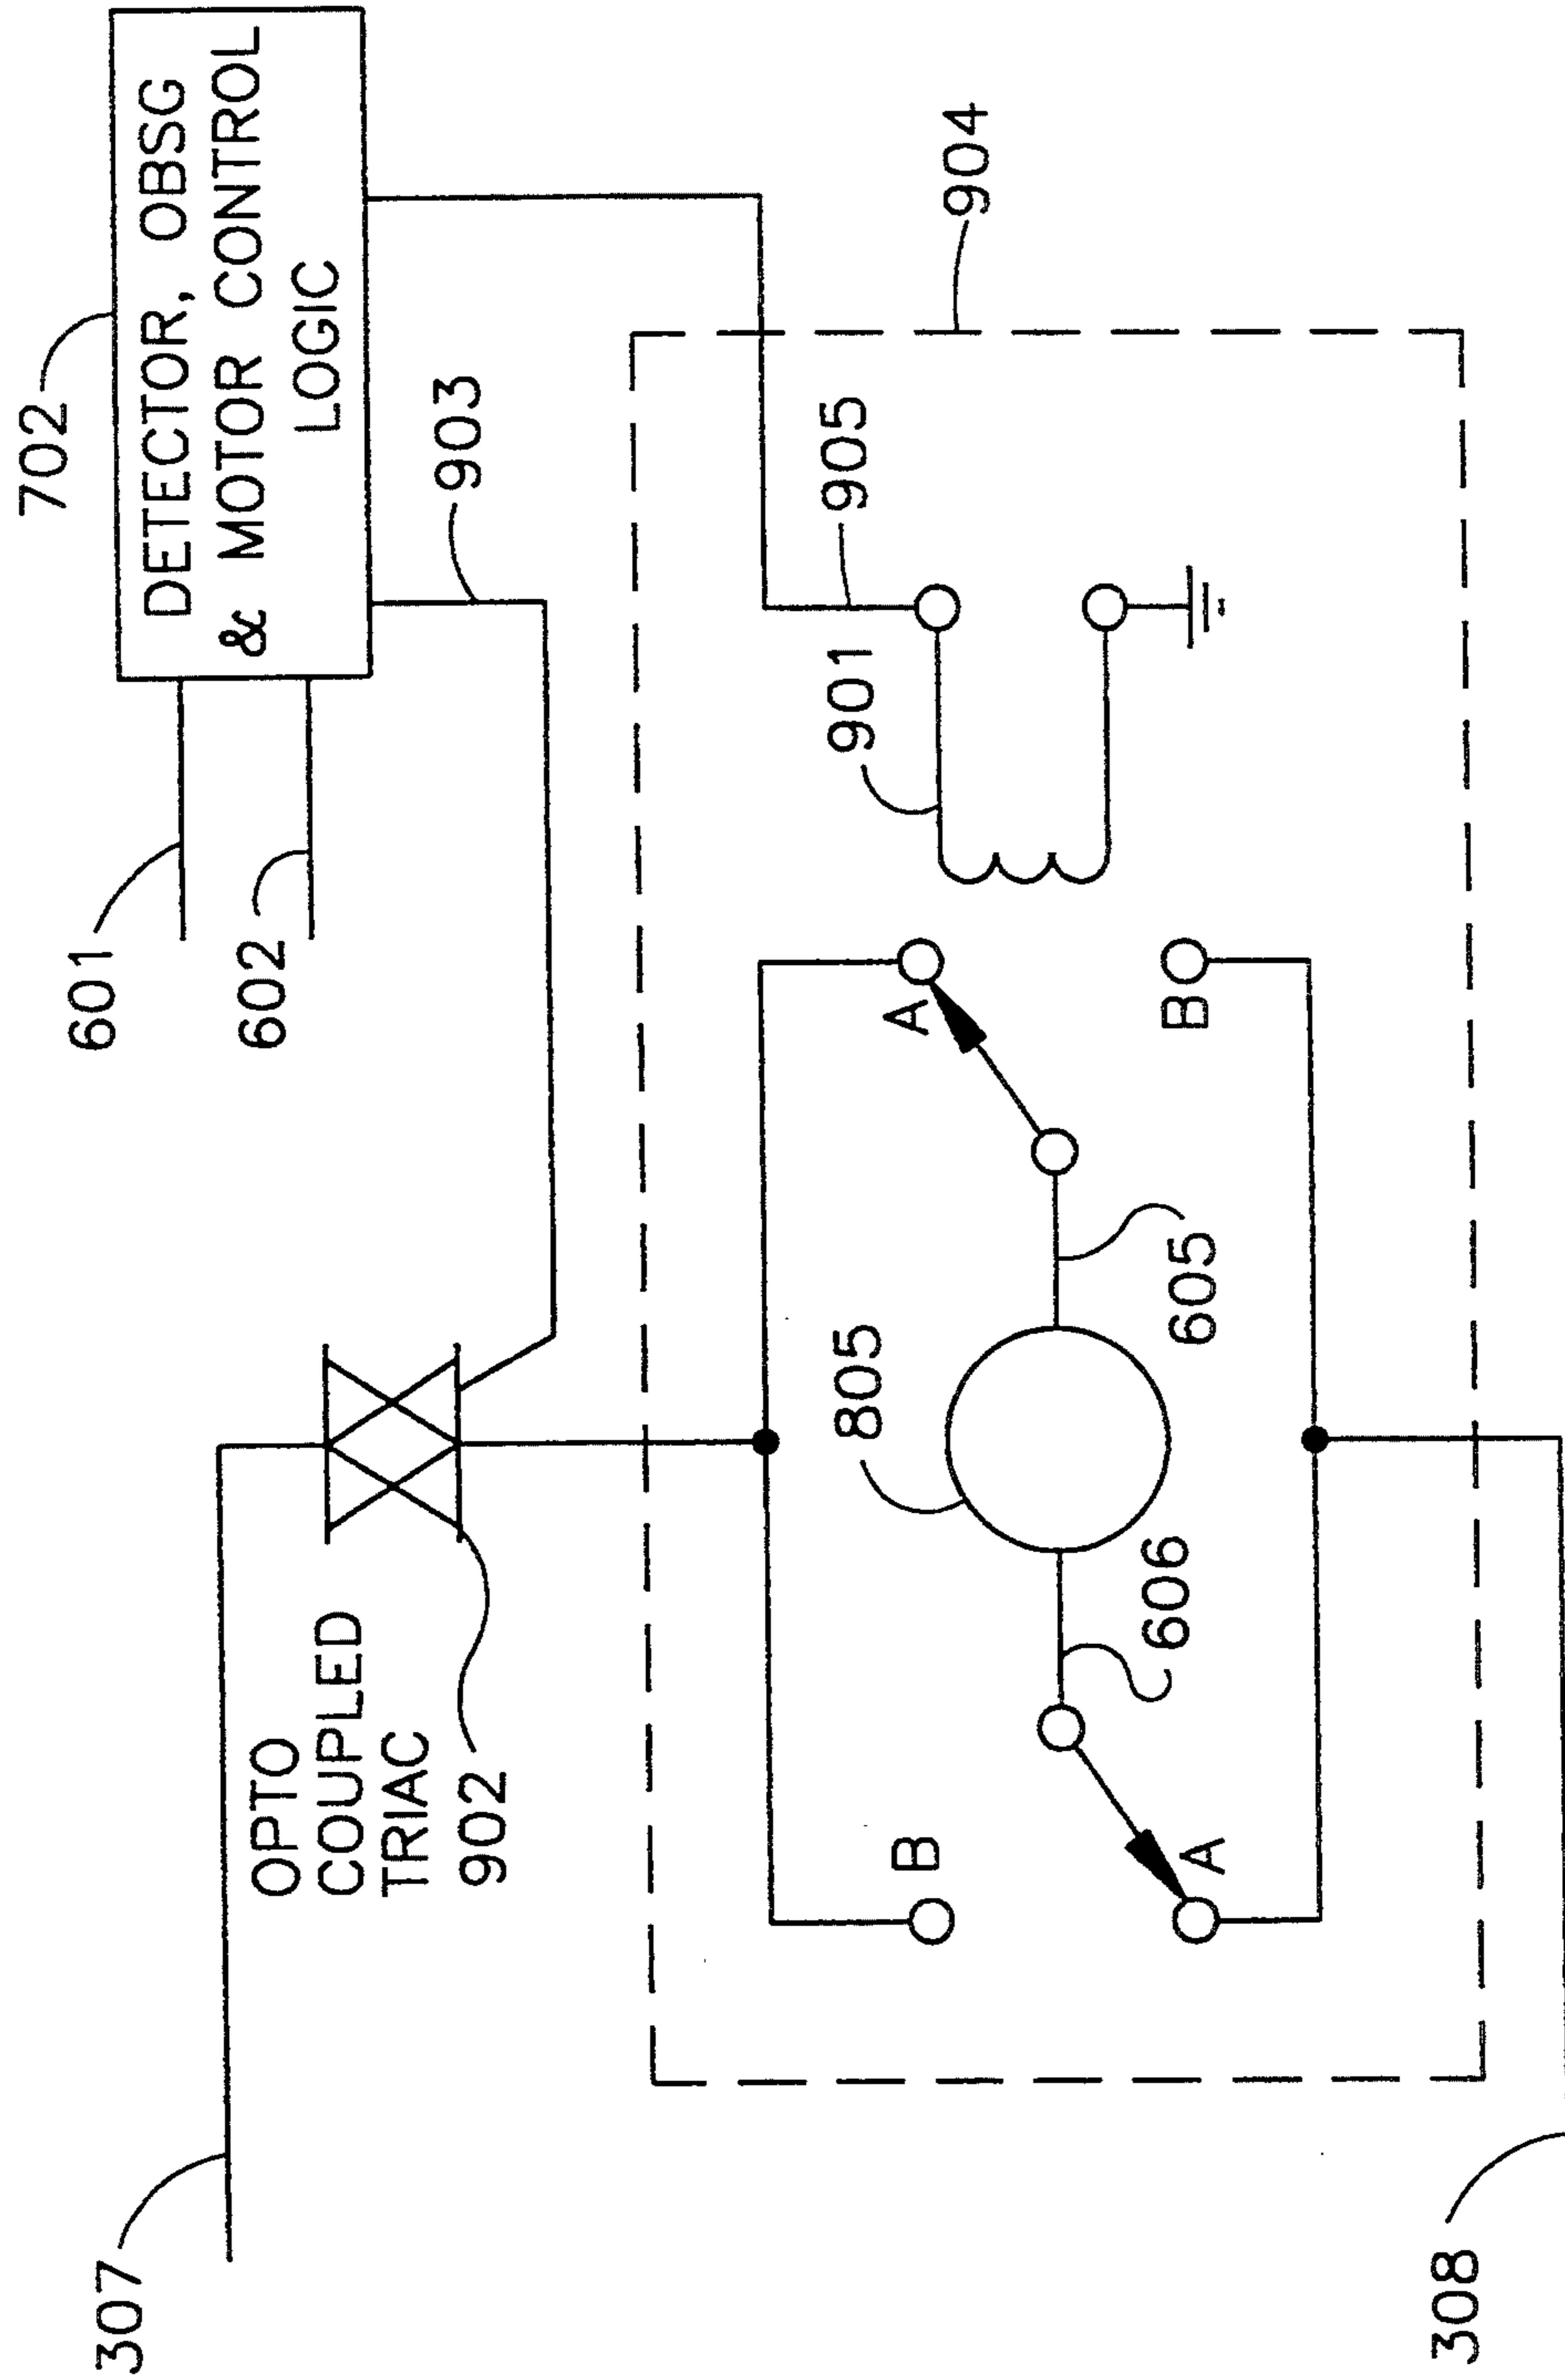 702
DETECTOR, OBSG
& MOTOR CONTROL
LOGIC
601
602
903
307
OPTO
COUPLED
TRIAC
902
904
905
901
B
A
805
606
605
A
B
308